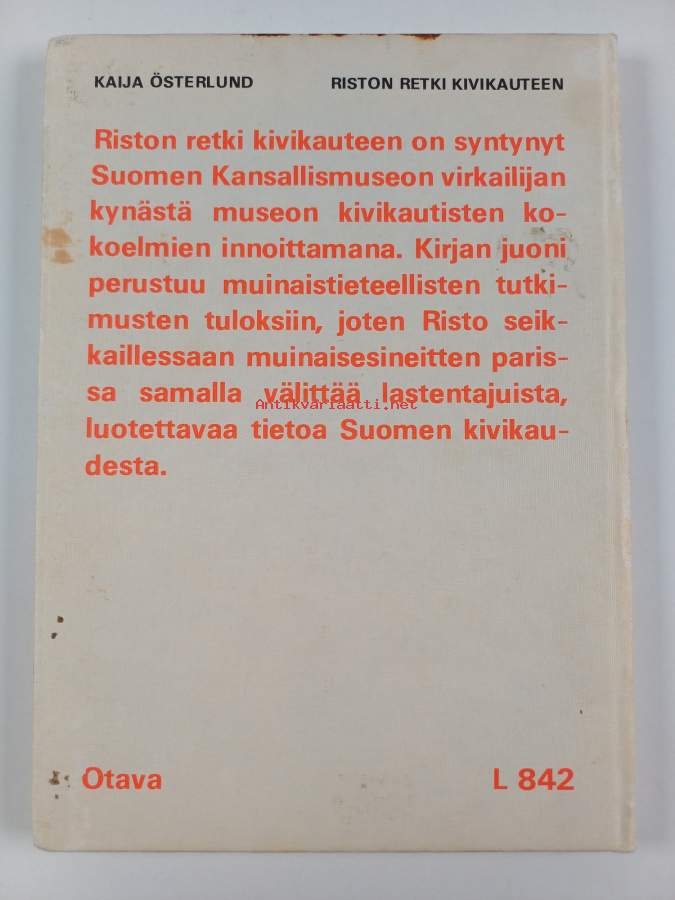 KAIJA ÖSTERLUND RISTON RETKI KIVIKAUTEEN
Riston retki kivikauteen on syntynyt
Suomen Kansallismuseon virkailijan
kynästä museon kivikautisten ko-
koelmien innoittamana. Kirjan juoni
perustuu muinaistieteellisten tutki-
musten tuloksiin, joten Risto seik-
kaillessaan muinaisesineitten paris-
sa samalla välittää lastentajuista,
Antikvariaatti.net
luotettavaa tietoa Suomen kivikau-
desta.
Otava L 842